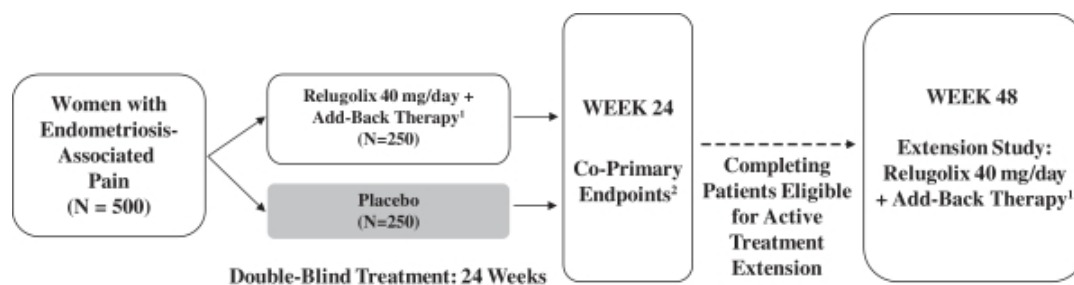 Women with
Endometriosis-
Associated
Pain
(N = 500)
Relugolix 40 mg/day +
Add-Back Therapy¹
(N=250)
Placebo
(N=250)
Double-Blind Treatment: 24 Weeks
WEEK 24
Co-Primary
Endpoints²
Completing
Patients Eligible
for Active
Treatment
Extension
WEEK 48
Extension Study:
Relugolix 40 mg/day
+ Add-Back Therapy¹